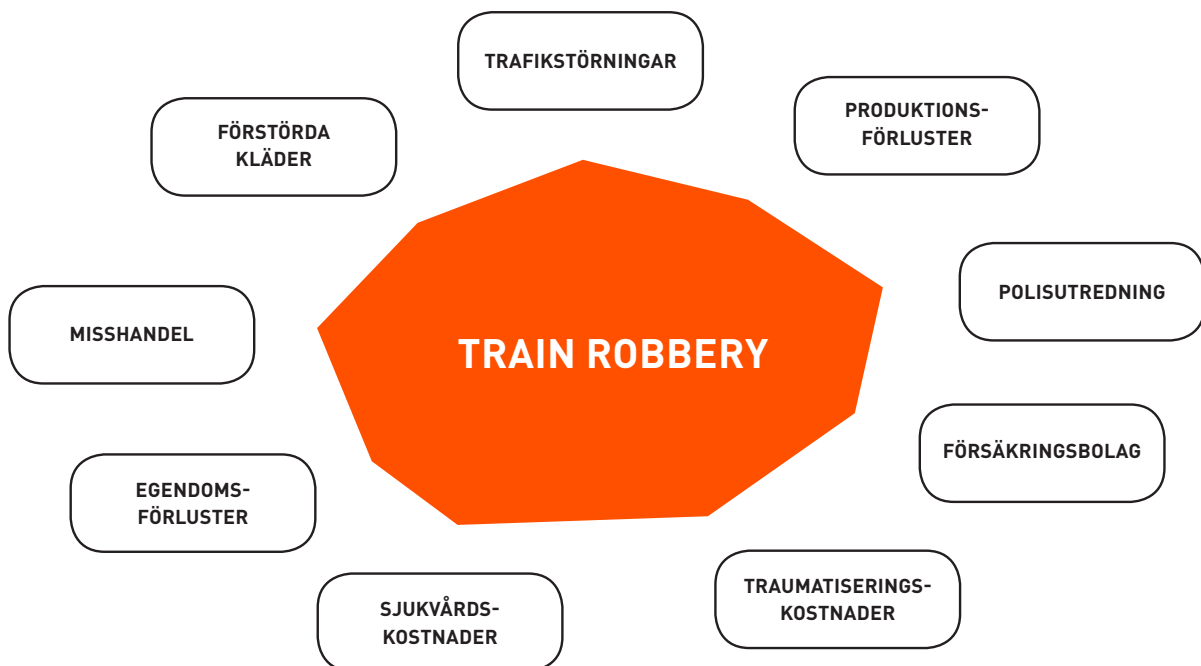 TRAFIKSTÖRNINGAR
PRODUKTIONS-
FÖRLUSTER
FÖRSTÖRDA
KLÄDER
POLISUTREDNING
MISSHANDEL
TRAIN ROBBERY
FÖRSÄKRINGSBOLAG
EGENDOMS-
FÖRLUSTER
TRAUMATISERINGS-
KOSTNADER
SJUKVÅRDS-
KOSTNADER